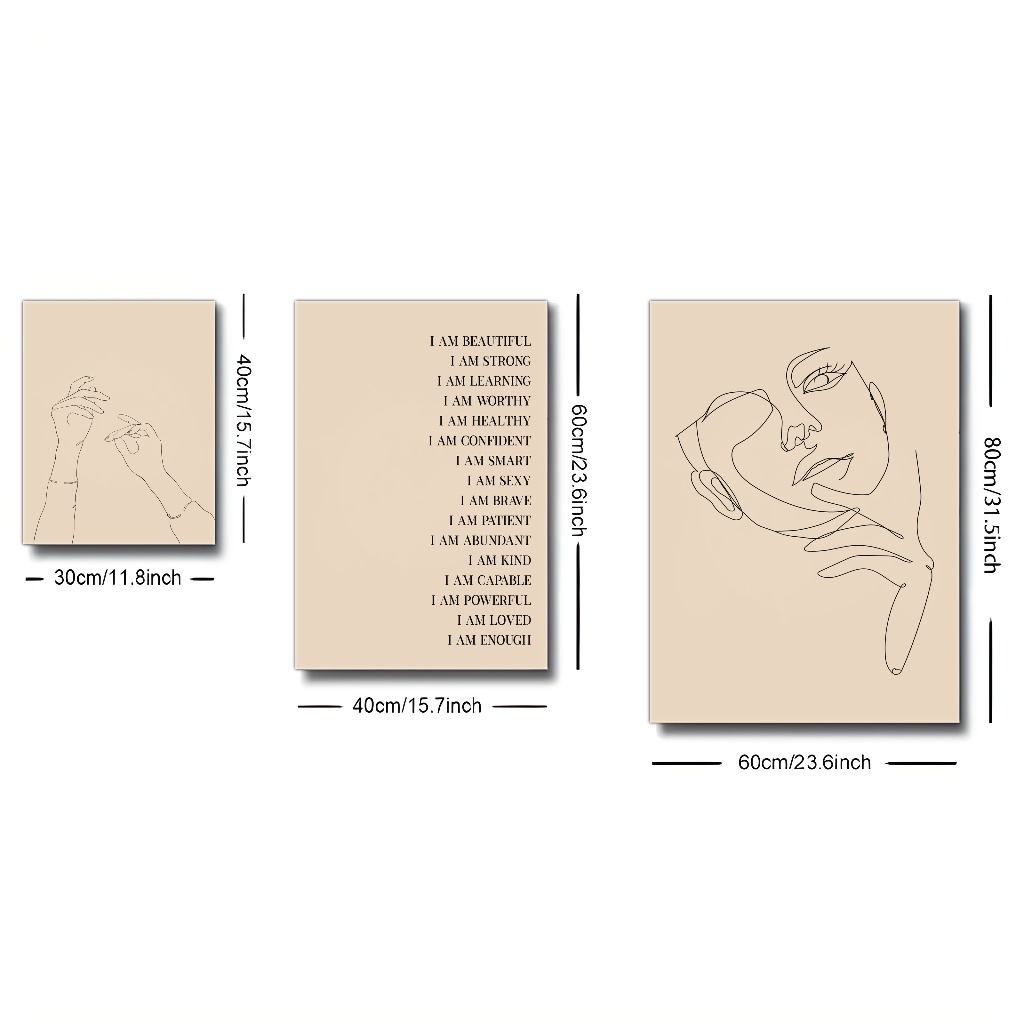 40cm/15.7inch
30cm/11.8inch
I AM BEAUTIFUL
I AM STRONG
I AM LEARNING
I AM WORTHY
I AM HEALTHY
I AM CONFIDENT
I AM SMART
I AM SEXY
I AM BRAVE
I AM PATIENT
I AM ABUNDANT
I AM KIND
I AM CAPABLE
I AM POWERFUL
I AM LOVED
I AM ENOUGH
60cm/23.6inch
40cm/15.7inch
80cm/31.5inch
60cm/23.6inch